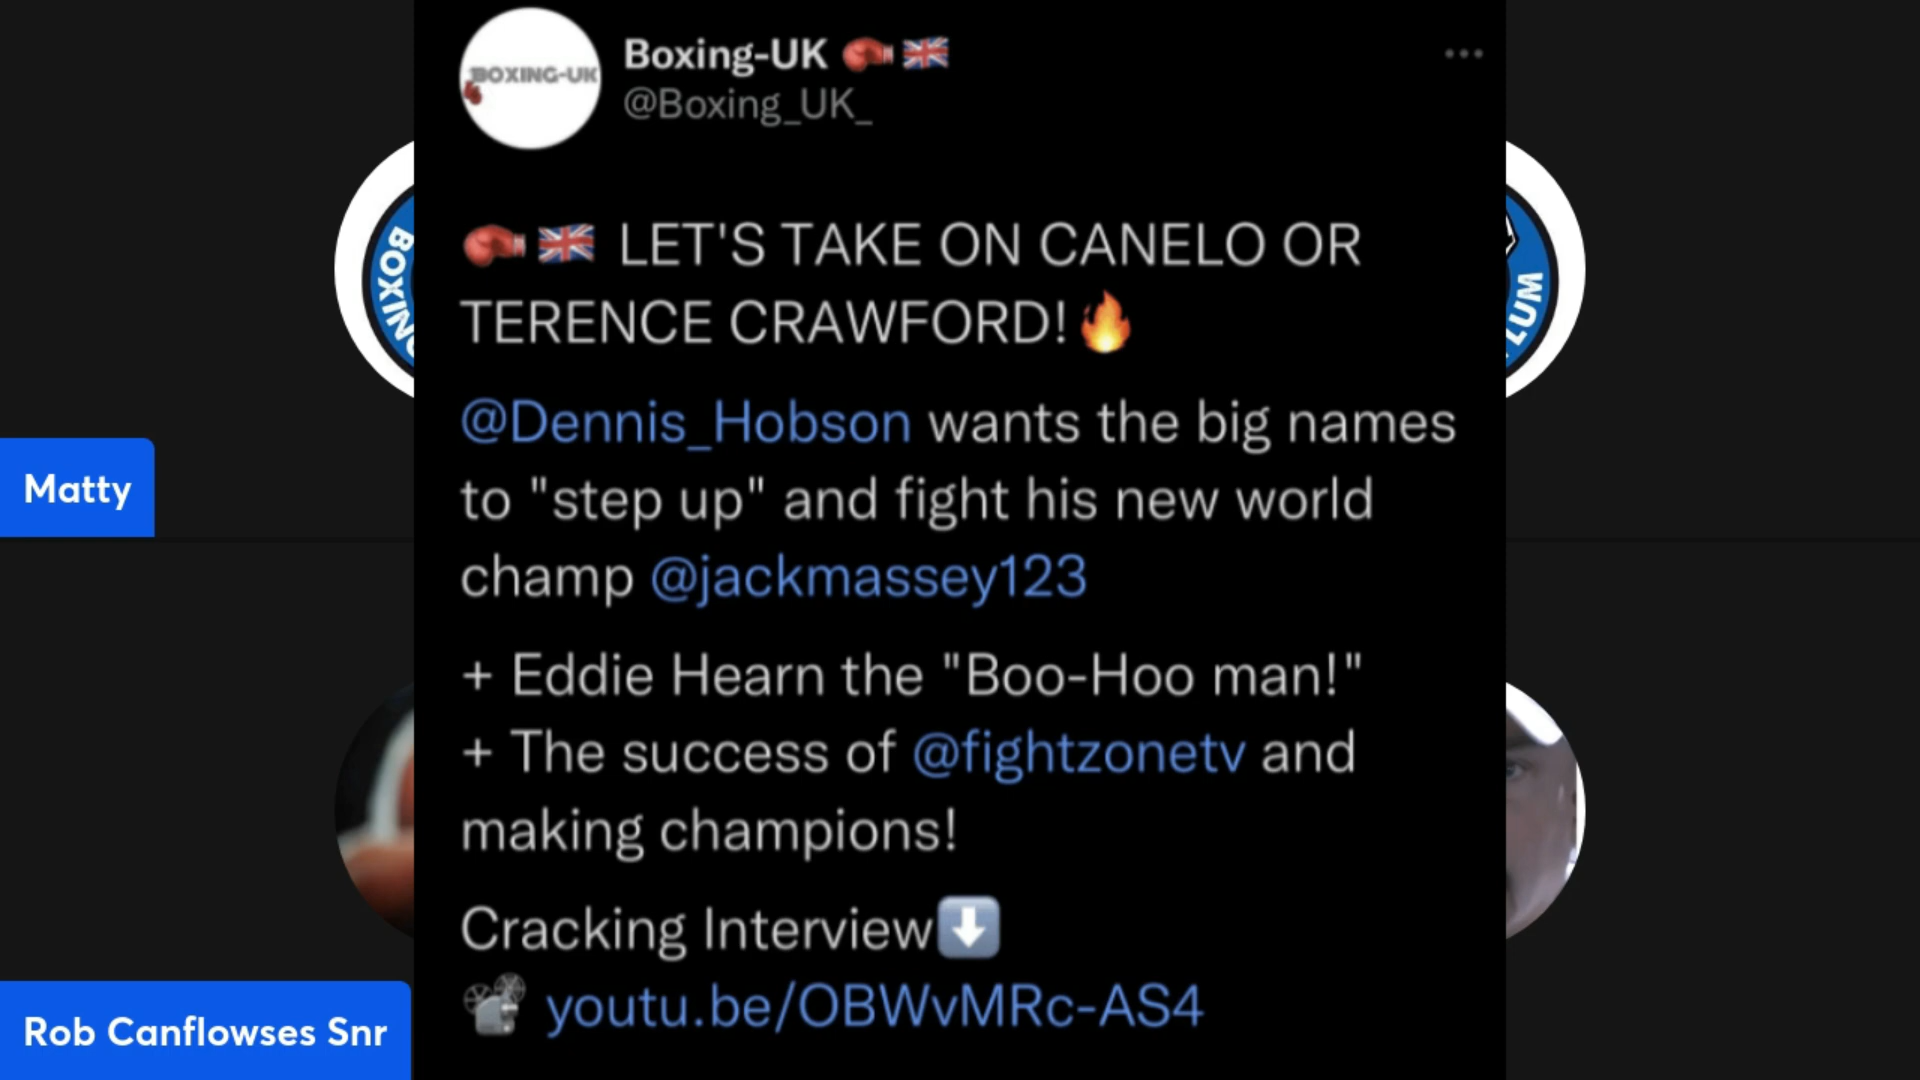 Boxing-UK 🥊🇬🇧
@Boxing_UK_
BOXING-UK
🥊🇬🇧 LET'S TAKE ON CANELO OR
TERENCE CRAWFORD!🔥
@Dennis_Hobson wants the big names
to "step up" and fight his new world
champ @jackmassey123
+ Eddie Hearn the "Boo-Hoo man!"
+ The success of @fightzonetv and
making champions!
Cracking Interview⬇️
📽️ youtu.be/OBWvMRc-AS4
BOXING
Matty
Rob Canflowses Snr